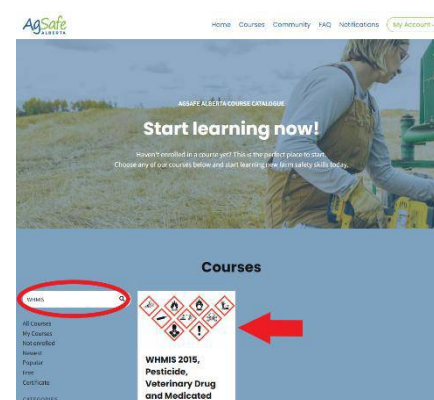 AgSafe
ALBERTA
Home Courses Community FAQ Notifications My Account
AGSAFE ALBERTA COURSE CATALOGUE
Start learning now!
Haven't enrolled in a course yet? This is the perfect place to start.
Choose any of our courses below and start learning new farm safety skills today.
Courses
WHMIS
All Courses
My Courses
Not enrolled
Newest
Popular
Free
Certificate
CATEGORIES
WHMIS 2015,
Pesticide,
Veterinary Drug
and Medicated